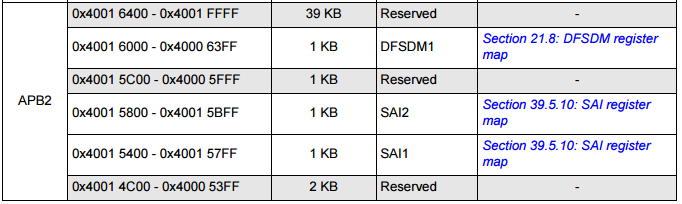 0x4001 6400 - 0x4001 FFFF 39 KB Reserved -
0x4001 6000 - 0x4000 63FF 1 KB DFSDM1 Section 21.8: DFSDM register
map
0x4001 5C00 - 0x4000 5FFF 1 KB Reserved -
APB2
0x4001 5800 - 0x4001 5BFF 1 KB SAI2 Section 39.5.10: SAI register
map
0x4001 5400 - 0x4001 57FF 1 KB SAI1 Section 39.5.10: SAI register
map
0x4001 4C00 - 0x4000 53FF 2 KB Reserved -